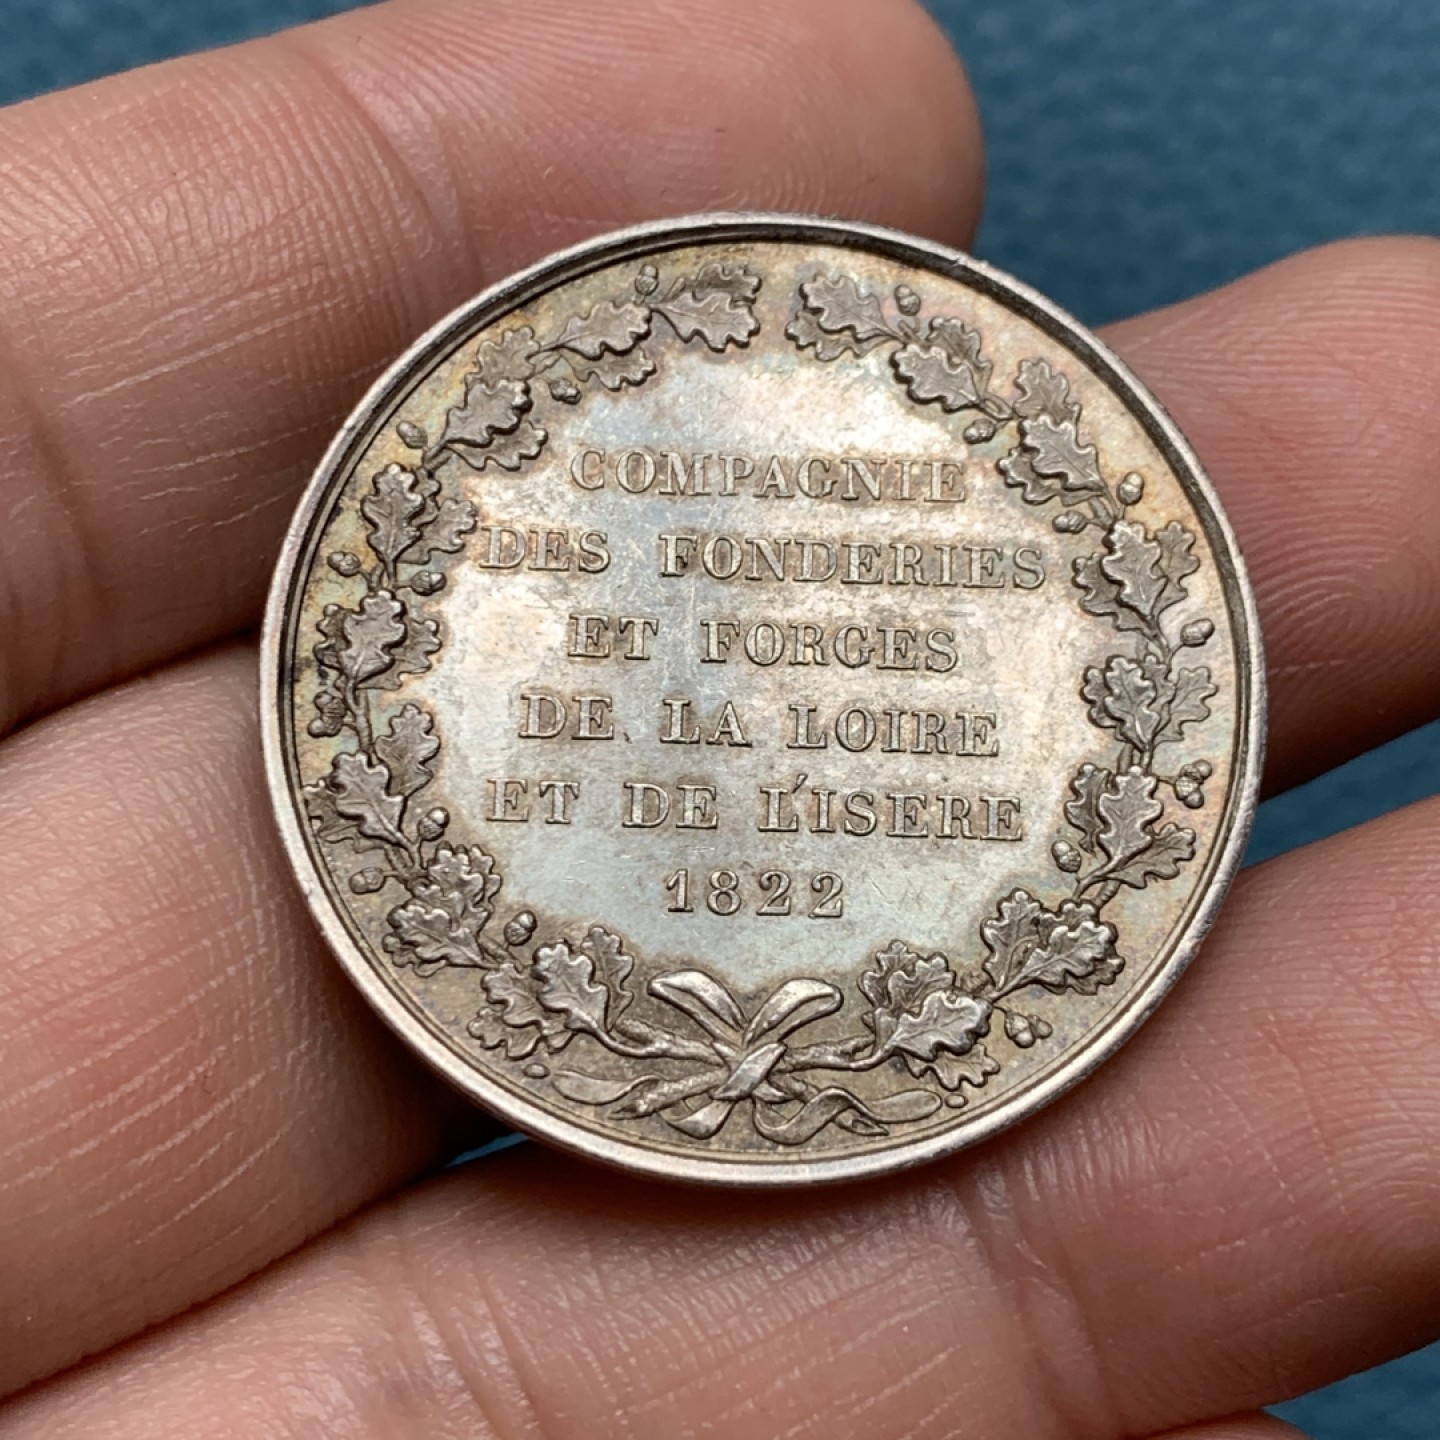 COMPAGNIE
DES FONDERIES
ET FORGES
DE LA LOIRE
ET DE L'ISERE
1822